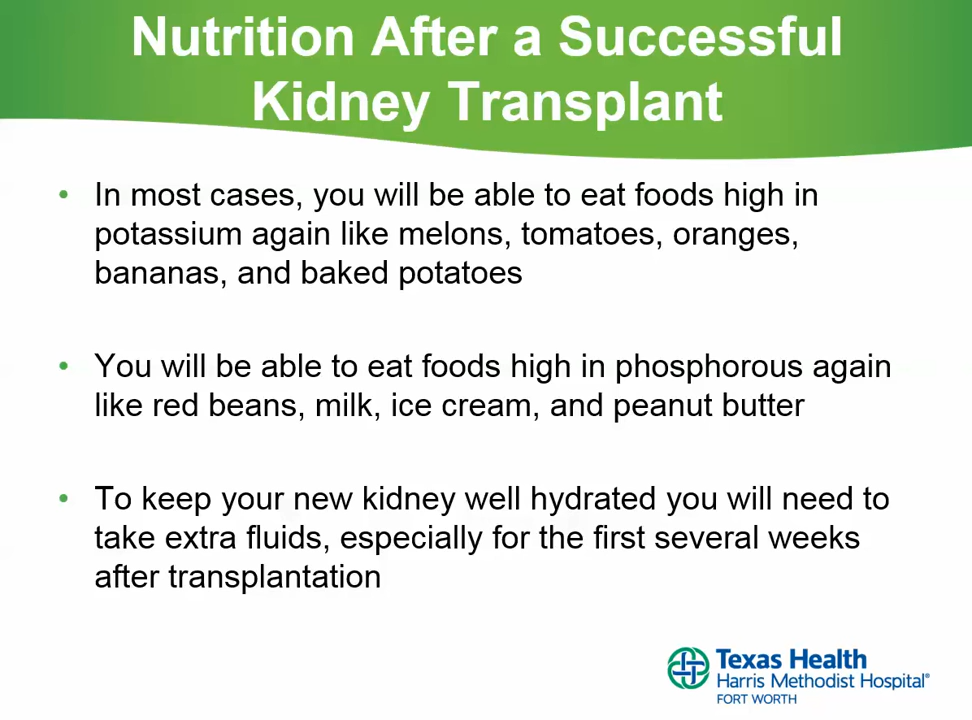 Nutrition After a Successful
Kidney Transplant
• In most cases, you will be able to eat foods high in
potassium again like melons, tomatoes, oranges,
bananas, and baked potatoes
• You will be able to eat foods high in phosphorous again
like red beans, milk, ice cream, and peanut butter
• To keep your new kidney well hydrated you will need to
take extra fluids, especially for the first several weeks
after transplantation
Texas Health
Harris Methodist Hospital®
FORT WORTH